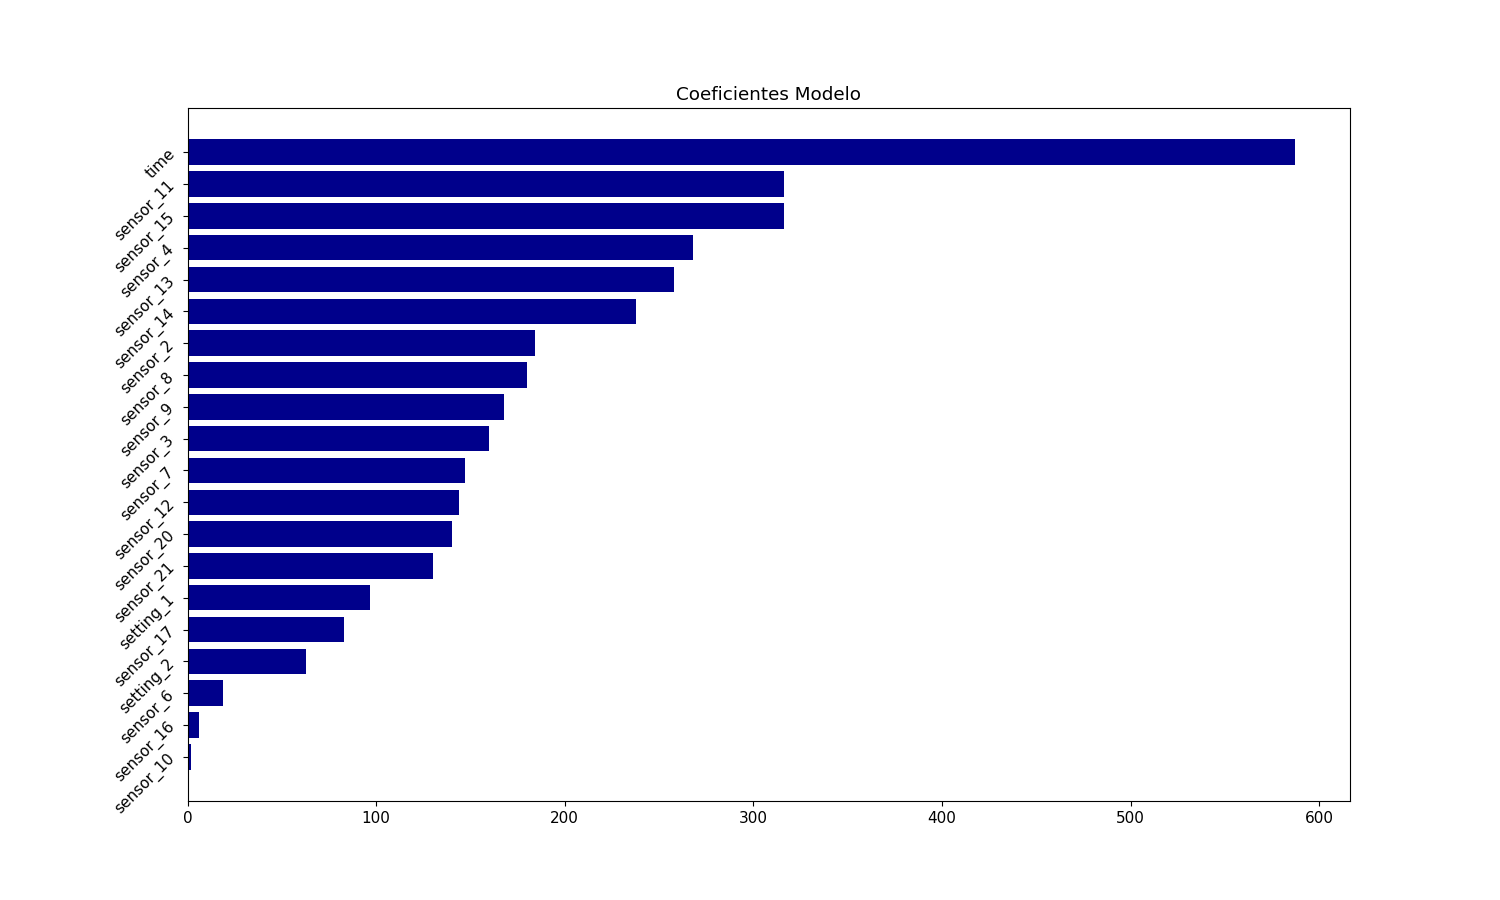 Coeficientes Modelo
time
sensor_11
sensor_15
sensor_4
sensor_13
sensor_14
sensor_2
sensor_8
sensor_9
sensor_3
sensor_7
sensor_12
sensor_20
sensor_21
setting_1
sensor_17
setting_2
sensor_6
sensor_16
sensor_10
0 100 200 300 400 500 600